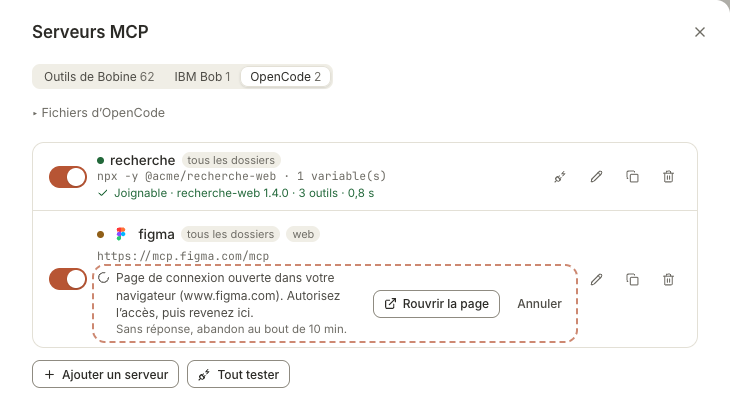 Serveurs MCP
Outils de Bobine 62
IBM Bob 1
OpenCode 2
Fichiers d’OpenCode
recherche tous les dossiers
npx -y @acme/recherche-web · 1 variable(s)
Joignable · recherche-web 1.4.0 · 3 outils · 0,8 s
figma tous les dossiers web
https://mcp.figma.com/mcp
Page de connexion ouverte dans votre
navigateur (www.figma.com). Autorisez
l’accès, puis revenez ici.
Sans réponse, abandon au bout de 10 min.
Rouvrir la page
Annuler
Ajouter un serveur
Tout tester